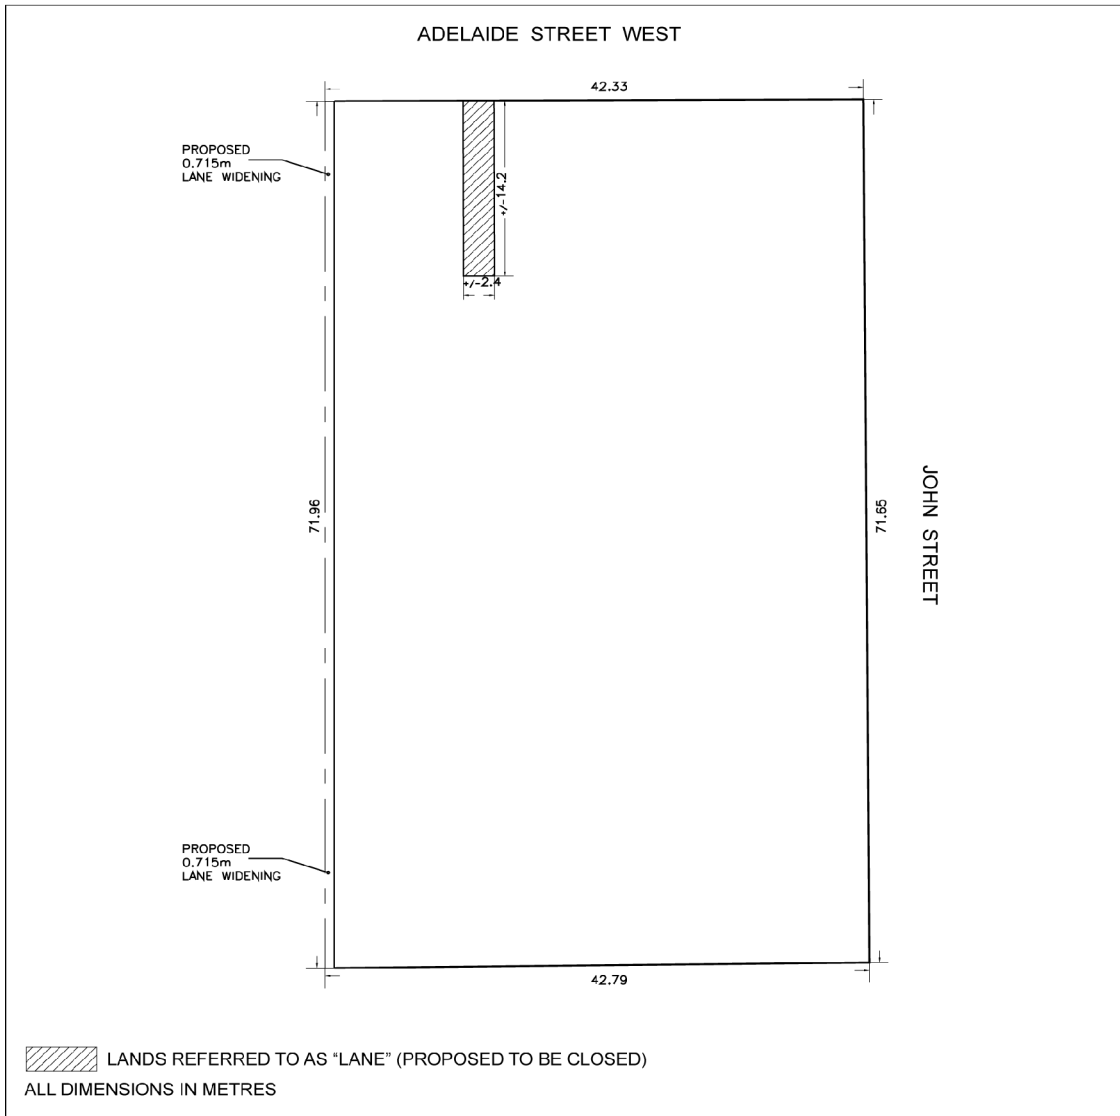 ADELAIDE STREET WEST
42.33
PROPOSED
0.715m
LANE WIDENING
+/-14.2
+/-2.4
71.96
71.65
JOHN STREET
PROPOSED
0.715m
LANE WIDENING
42.79
LANDS REFERRED TO AS “LANE” (PROPOSED TO BE CLOSED)
ALL DIMENSIONS IN METRES